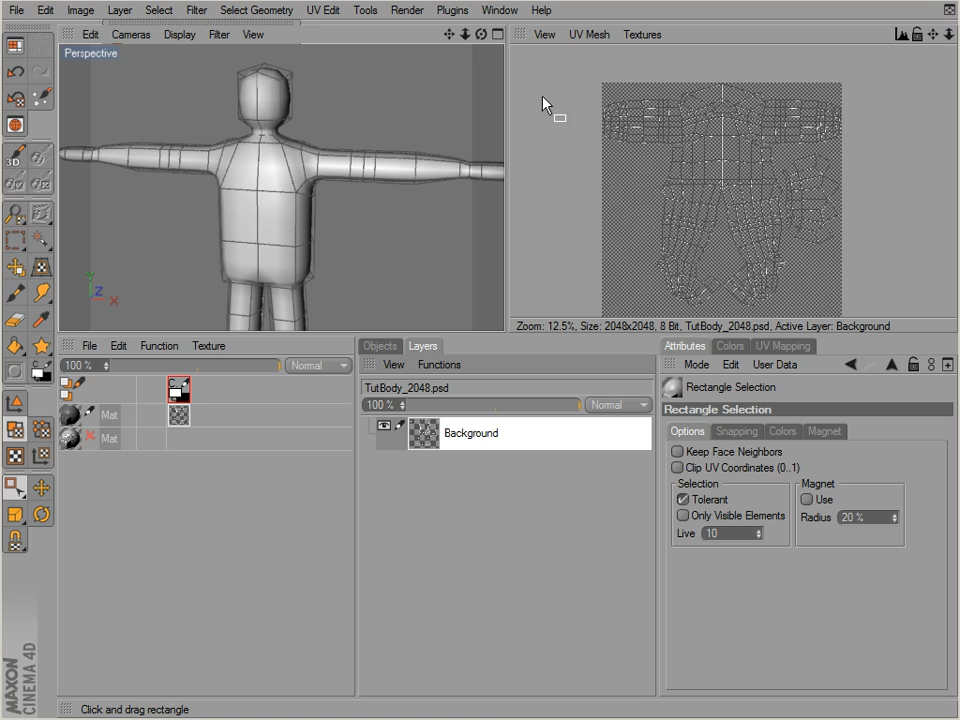 File Edit Image Layer Select Filter Select Geometry UV Edit Tools Render Plugins Window Help
Edit Cameras Display Filter View
View UV Mesh Textures
Perspective
3D
Y
Z
X
Zoom: 12.5%, Size: 2048x2048, 8 Bit, TutBody_2048.psd, Active Layer: Background
File Edit Function Texture
Objects Layers
Attributes Colors UV Mapping
100 % Normal
View Functions
Mode Edit User Data
C...
TutBody_2048.psd
Rectangle Selection
100 % Normal
Rectangle Selection
Mat
Mat
Background
Options Snapping Colors Magnet
Keep Face Neighbors
Clip UV Coordinates (0..1)
Selection
Magnet
Tolerant
Use
Only Visible Elements
Radius 20 %
Live 10
MAXON
CINEMA 4D
Click and drag rectangle